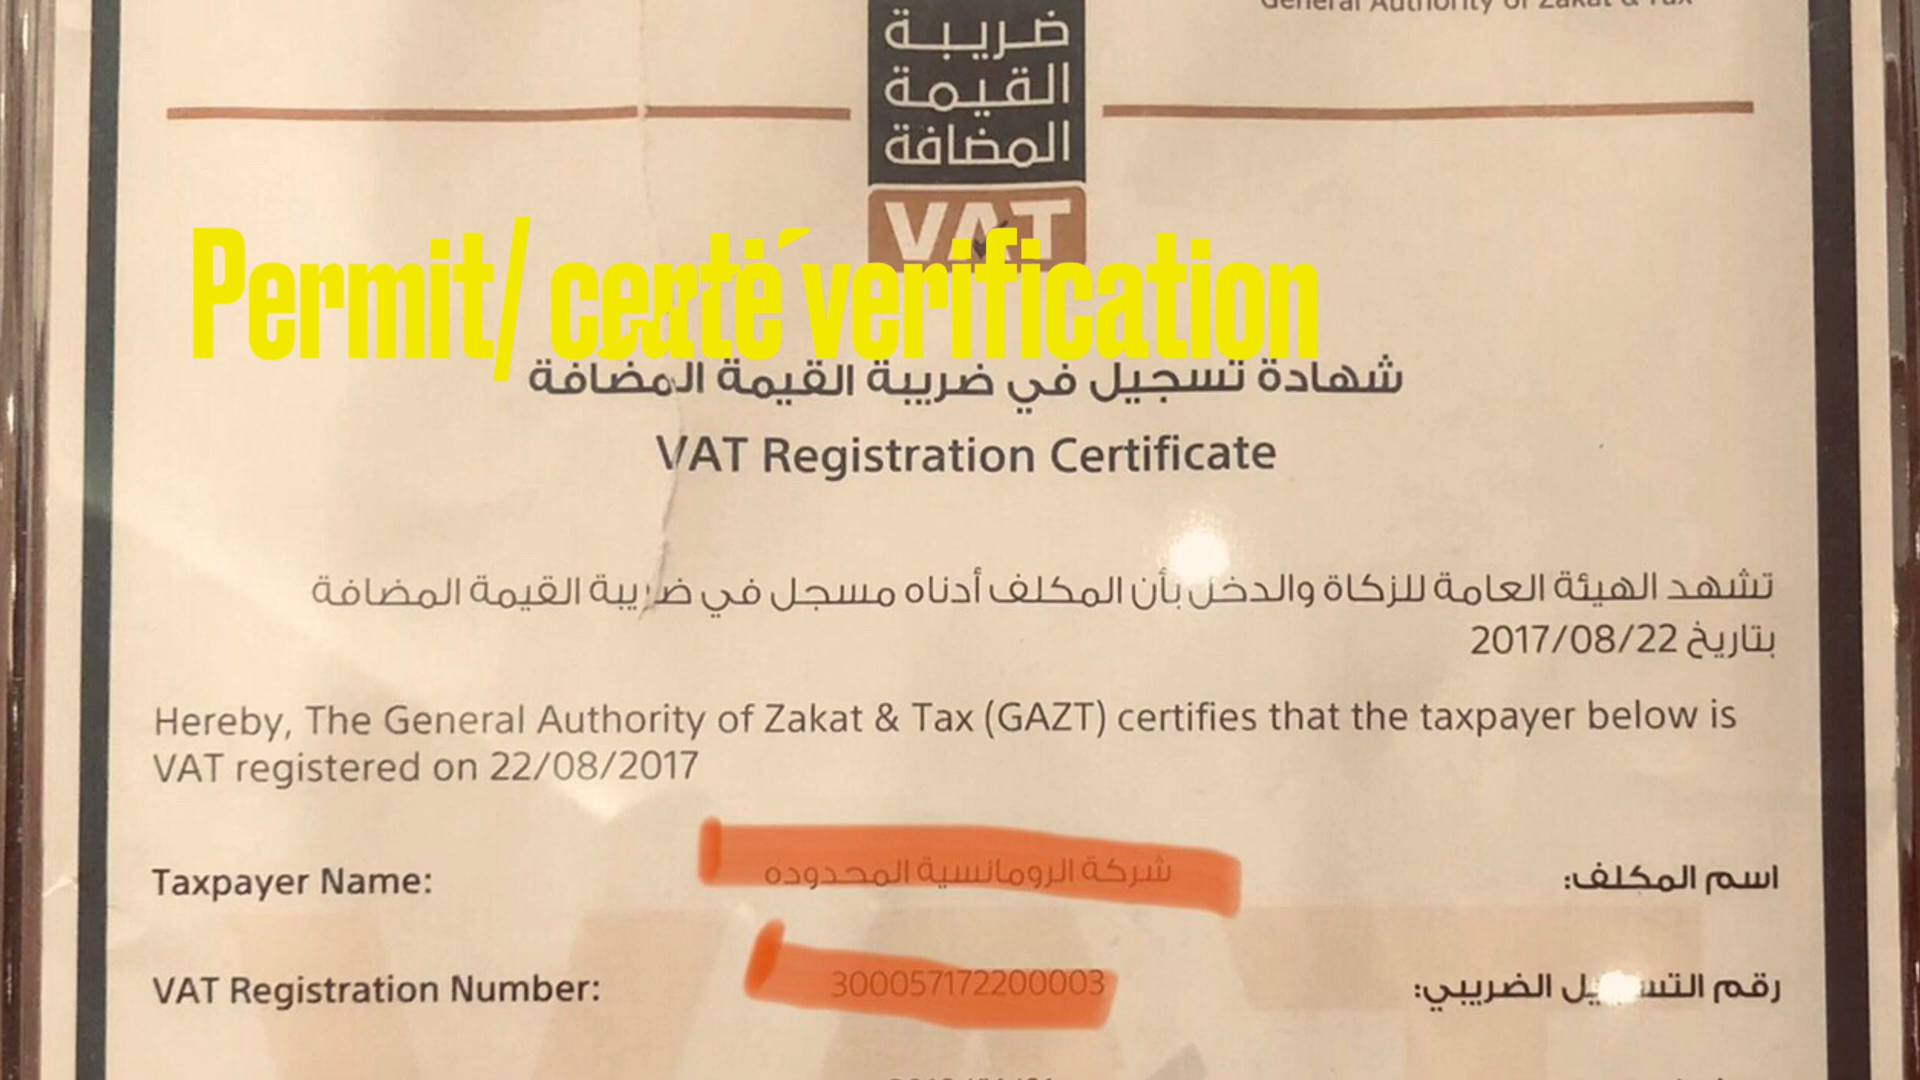 General Authority of Zakat & Tax
ضريبة
القيمة
المضافة
VAT
Permit/ verification
شهادة تسجيل في ضريبة القيمة المضافة
VAT Registration Certificate
تشهد الهيئة العامة للزكاة والدخل بأن المكلف أدناه مسجل في ضريبة القيمة المضافة
بتاريخ 2017/08/22
Hereby, The General Authority of Zakat & Tax (GAZT) certifies that the taxpayer below is
VAT registered on 22/08/2017
Taxpayer Name: شركة الرومانسية المحدوده اسم المكلف:
VAT Registration Number: 300057172200003 رقم التسجيل الضريبي: